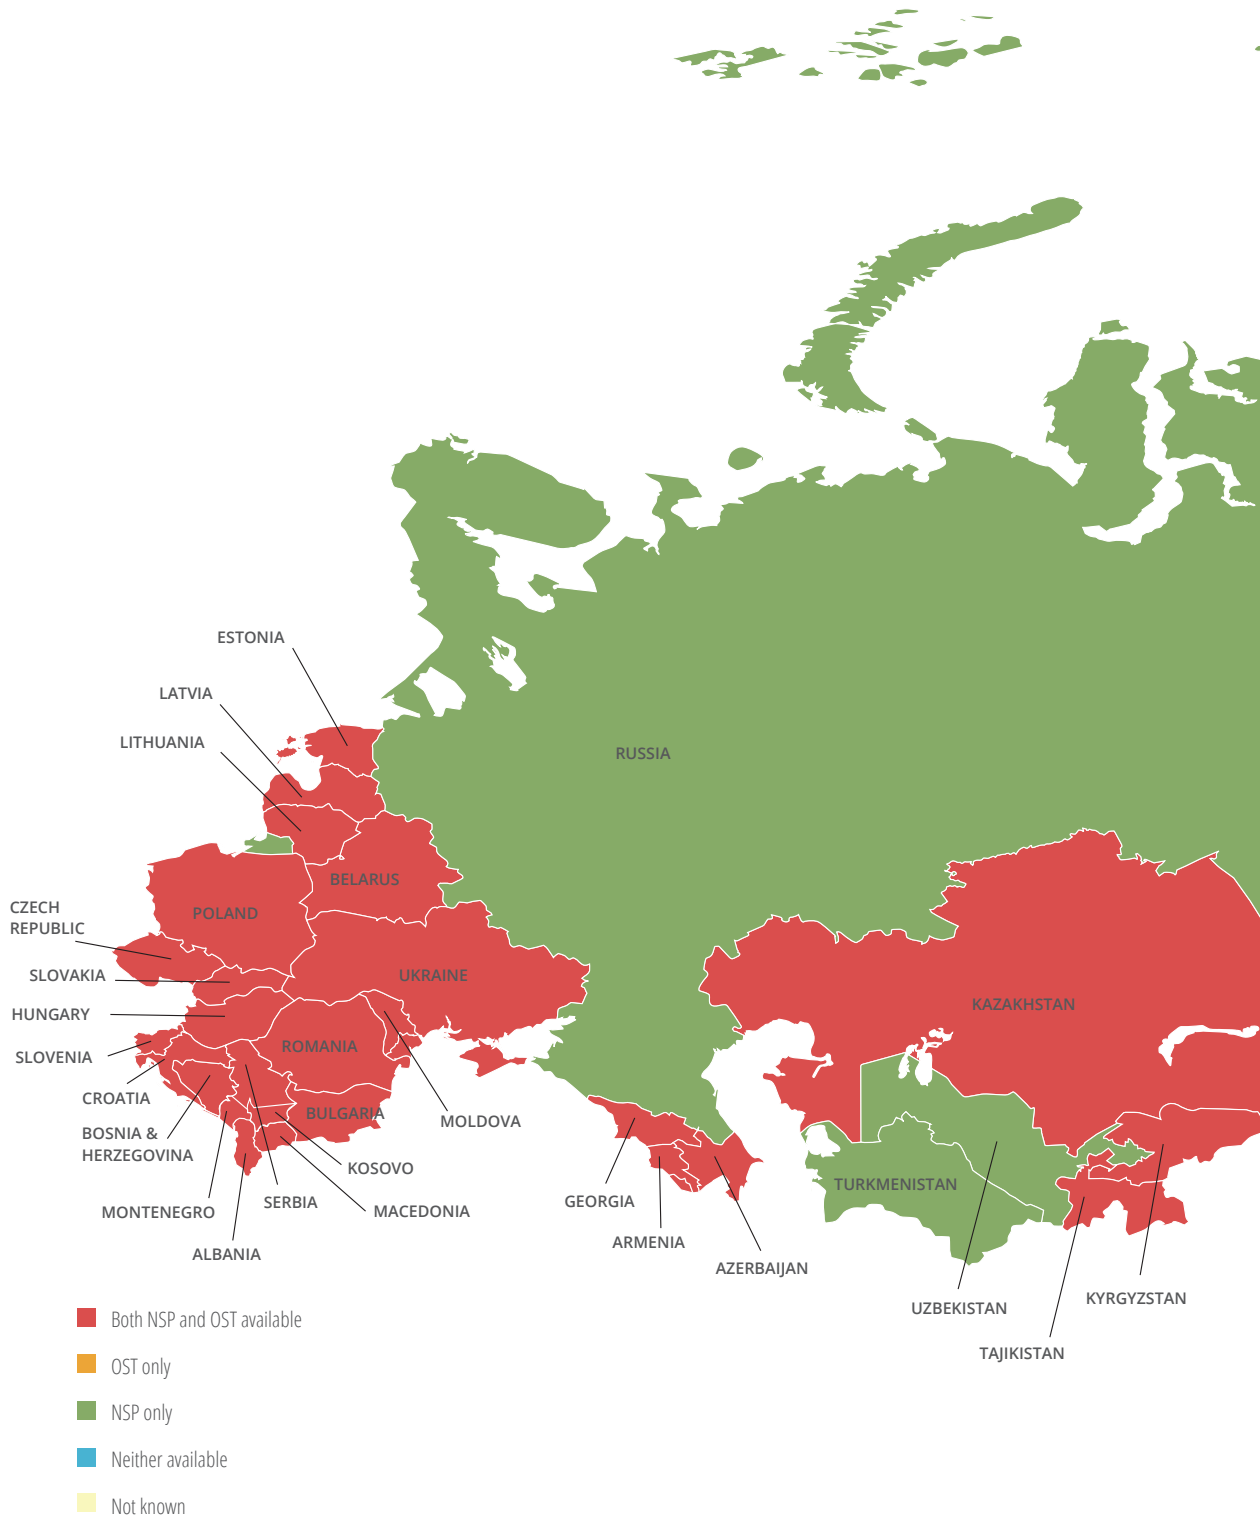 ESTONIA
LATVIA
LITHUANIA
RUSSIA
BELARUS
CZECH
REPUBLIC
POLAND
SLOVAKIA
UKRAINE
HUNGARY
KAZAKHSTAN
SLOVENIA
ROMANIA
CROATIA
BULGARIA
MOLDOVA
BOSNIA &
HERZEGOVINA
KOSOVO
TURKMENISTAN
MONTENEGRO
SERBIA
MACEDONIA
GEORGIA
ALBANIA
ARMENIA
AZERBAIJAN
UZBEKISTAN
KYRGYZSTAN
TAJIKISTAN
Both NSP and OST available
OST only
NSP only
Neither available
Not known